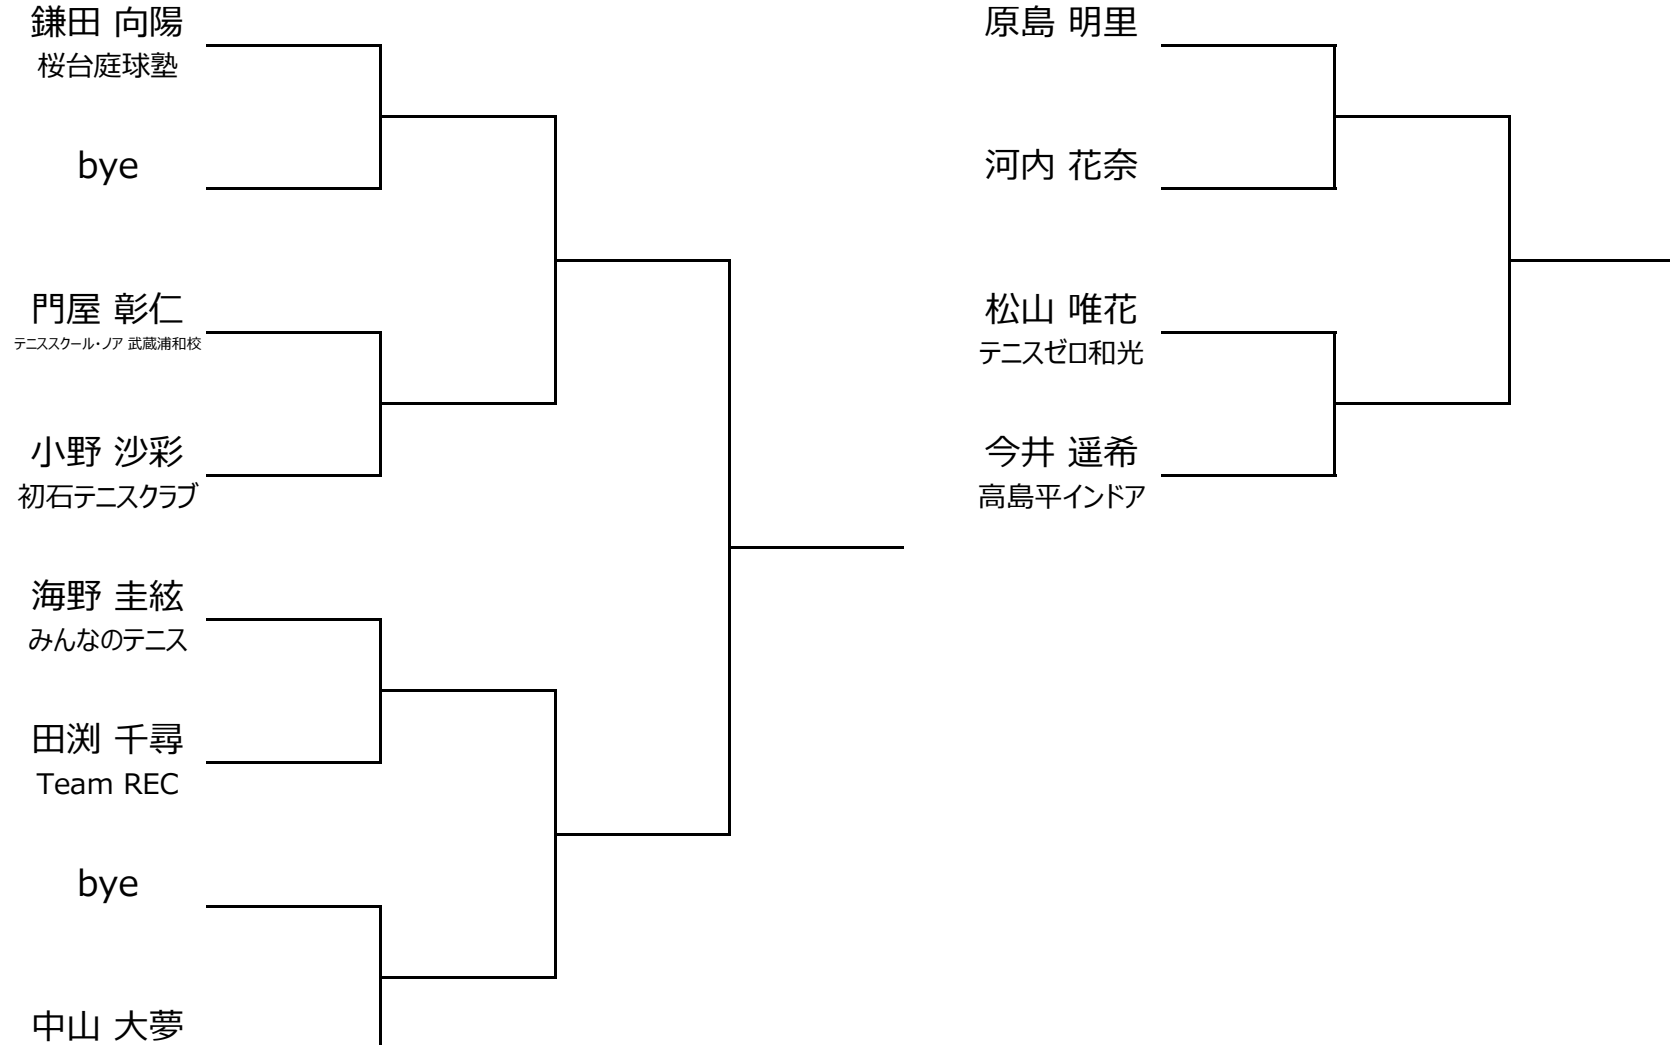 鎌田 向陽
桜台庭球塾
bye
門屋 彰仁
テニススクール・ノア 武蔵浦和校
小野 沙彩
初石テニスクラブ
海野 圭絃
みんなのテニス
田渕 千尋
Team REC
bye
中山 大夢
原島 明里
河内 花奈
松山 唯花
テニスゼロ和光
今井 遥希
高島平インドア